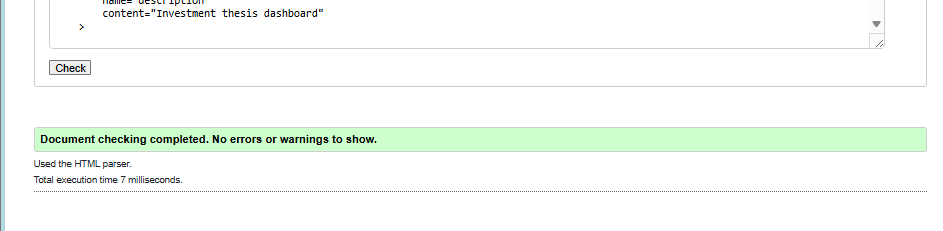 name="description"
content="Investment thesis dashboard"
>
Check
Document checking completed. No errors or warnings to show.
Used the HTML parser.
Total execution time 7 milliseconds.